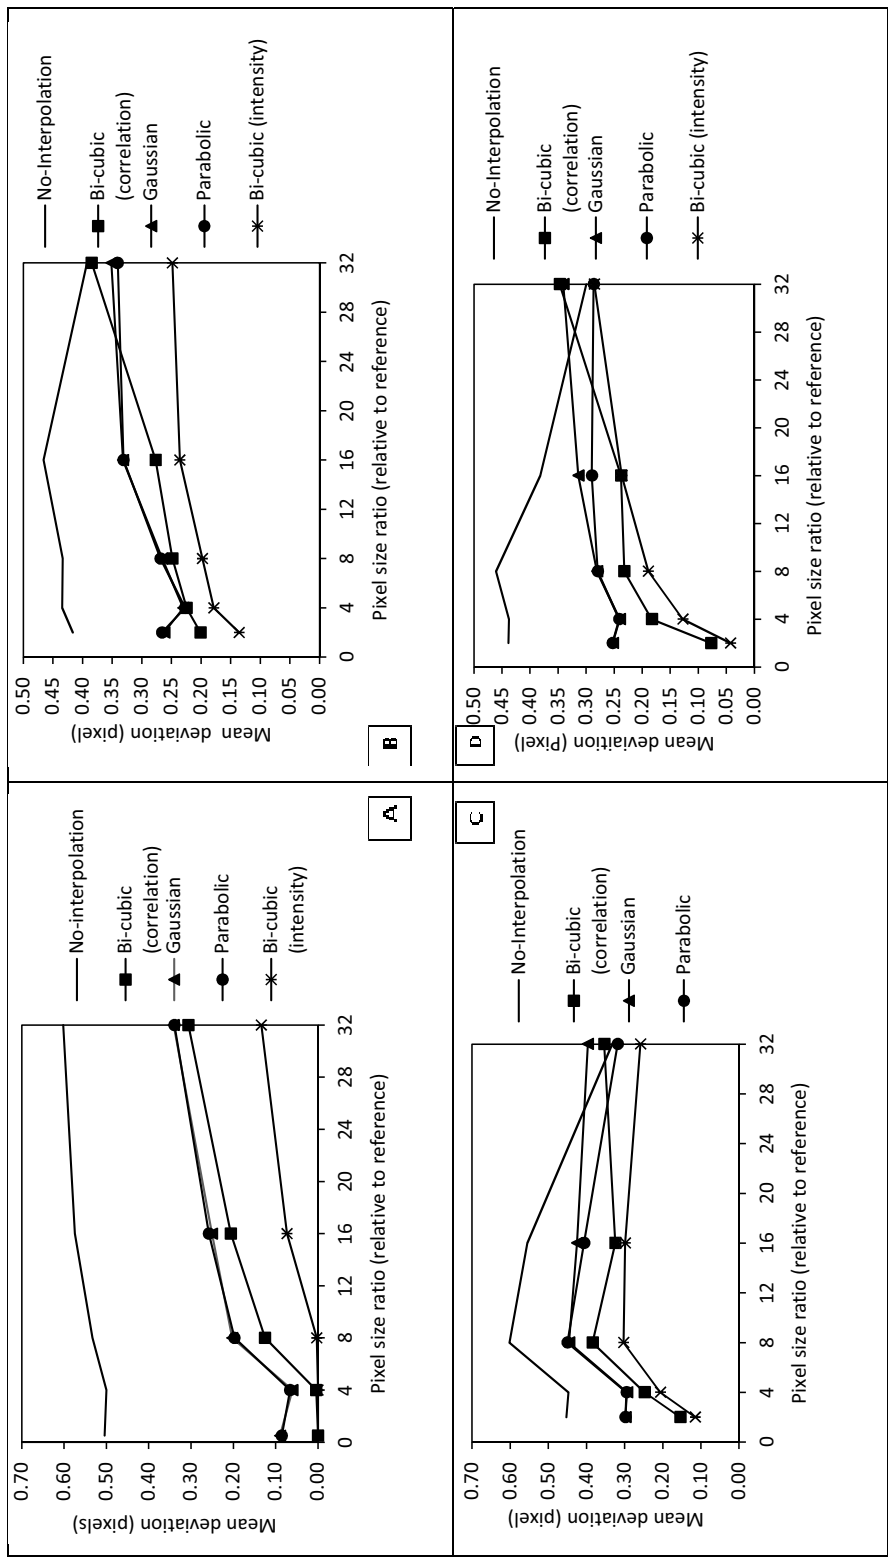 0.70
0.60
0.50
0.40
0.30
0.20
0.10
0.00
Mean deviation (pixels)
0 4 8 12 16 20 24 28 32
Pixel size ratio (relative to reference)
No-interpolation
Bi-cubic
(correlation)
Gaussian
Parabolic
Bi-cubic
(intensity)
A
0.50
0.45
0.40
0.35
0.30
0.25
0.20
0.15
0.10
0.05
0.00
Mean deviation (pixel)
0 4 8 12 16 20 24 28 32
Pixel size ratio (relative to reference)
No-Interpolation
Bi-cubic
(correlation)
Gaussian
Parabolic
Bi-cubic (intensity)
B
C
0.70
0.60
0.50
0.40
0.30
0.20
0.10
0.00
Mean deviation (pixel)
0 4 8 12 16 20 24 28 32
Pixel size ratio (relative to reference)
No-Interpolation
Bi-cubic
(correlation)
Gaussian
Parabolic
D
0.50
0.45
0.40
0.35
0.30
0.25
0.20
0.15
0.10
0.05
0.00
Mean deviaition (Pixel)
0 4 8 12 16 20 24 28 32
Pixel size ratio (relative to reference)
No-Interpolation
Bi-cubic
(correlation)
Gaussian
Parabolic
Bi-cubic (intensity)